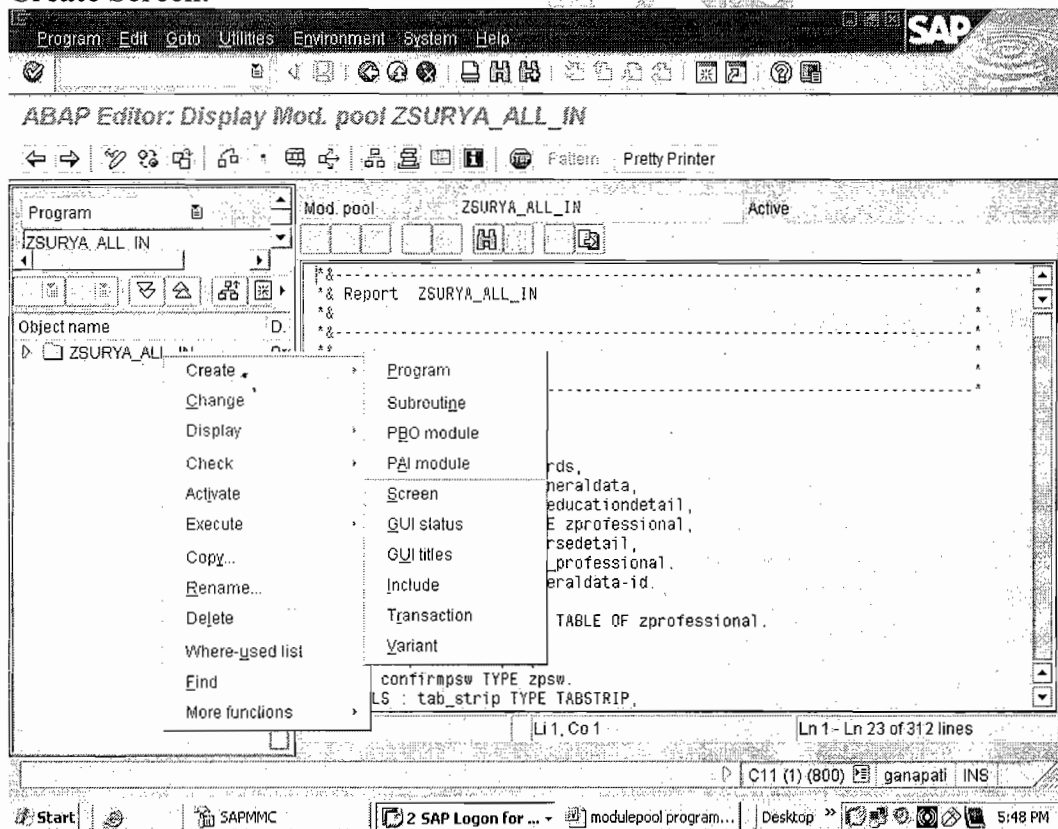 Create Screen:
Program Edit Goto Utilities Environment System Help
SAP
ABAP Editor: Display Mod. pool ZSURYA_ALL_IN
Pattern Pretty Printer
Program
ZSURYA_ALL_IN
Mod. pool ZSURYA_ALL_IN Active
Object name D.
ZSURYA_ALL_IN
*&---------------------------------------------------------------------*
*& Report ZSURYA_ALL_IN *
*& *
*&---------------------------------------------------------------------*
Create
Change
Display
Check
Activate
Execute
Copy...
Rename...
Delete
Where-used list
Find
More functions
Program
Subroutine
PBO module
PAI module
Screen
GUI status
GUI titles
Include
Transaction
Variant
rds,
neraldata,
educationdetail,
E zprofessional,
rsedetail,
_professional.
eraldata-id.
TABLE OF zprofessional.
confirmpsw TYPE zpsw.
LS : tab_strip TYPE TABSTRIP,
Li 1, Co 1 Ln 1 - Ln 23 of 312 lines
C11 (1) (800) ganapati INS
Start SAPMMC 2 SAP Logon for ... modulepool program... Desktop » 5:48 PM